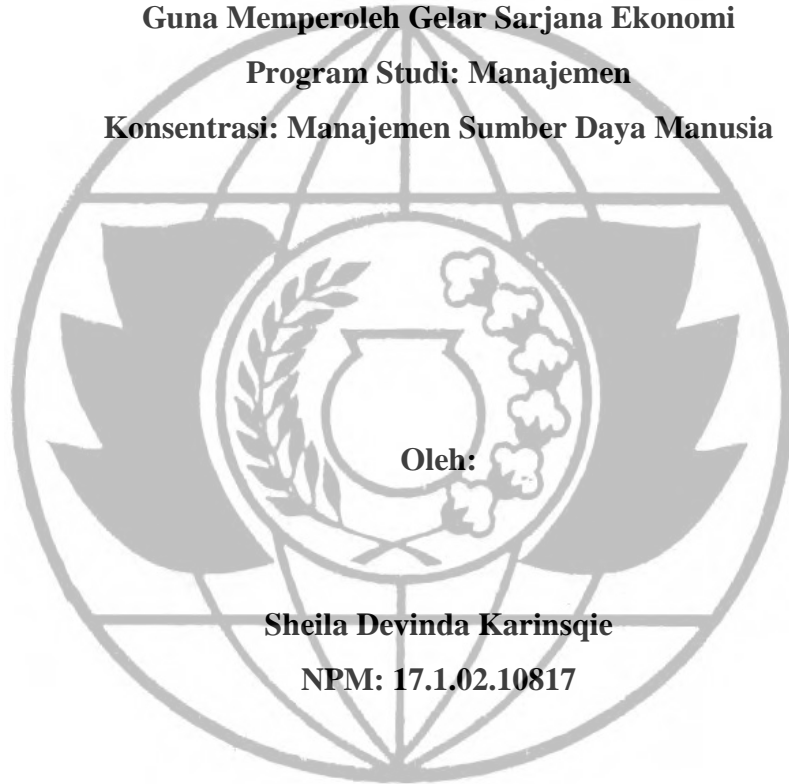 Guna Memperoleh Gelar Sarjana Ekonomi
Program Studi: Manajemen
Konsentrasi: Manajemen Sumber Daya Manusia
Oleh:
Sheila Devinda Karinsqie
NPM: 17.1.02.10817